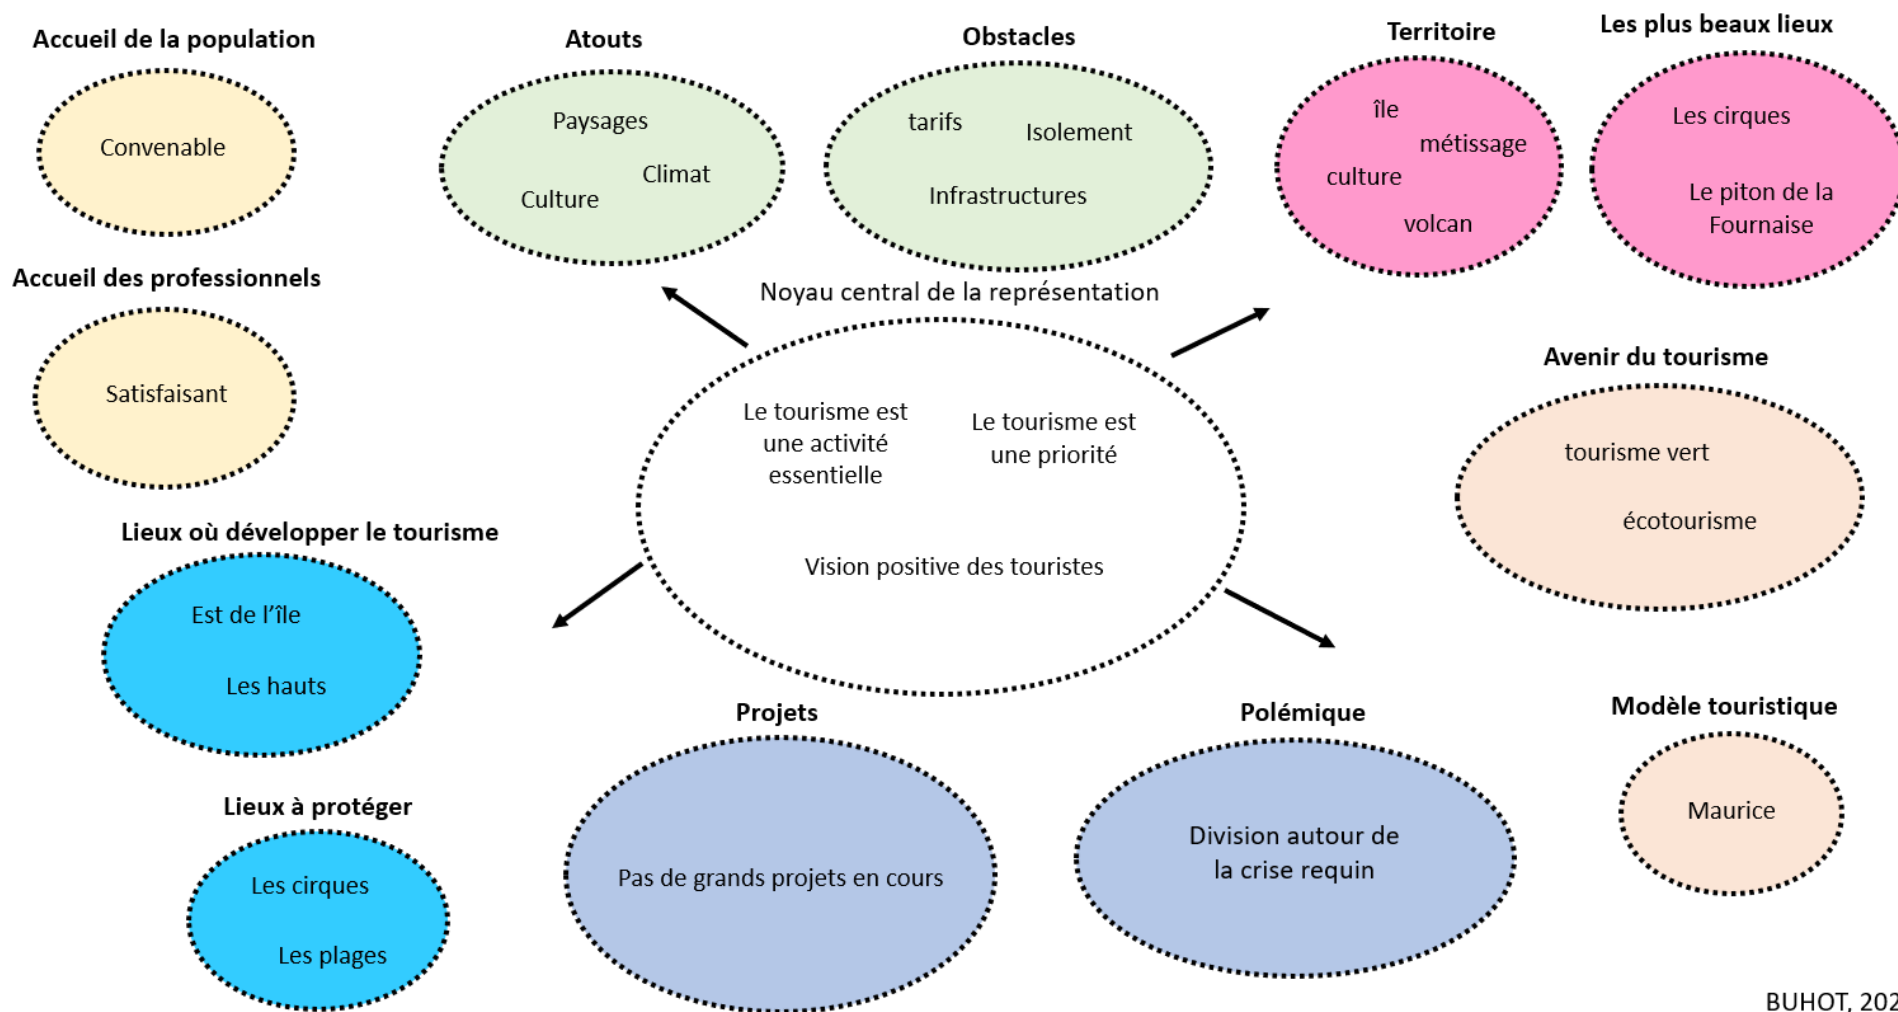 Accueil de la population
Convenable
Atouts
Paysages
Climat
Culture
Obstacles
tarifs
Isolement
Infrastructures
Territoire
île
métissage
culture
volcan
Les plus beaux lieux
Les cirques
Le piton de la
Fournaise
Accueil des professionnels
Satisfaisant
Noyau central de la représentation
Le tourisme est
une activité
essentielle
Le tourisme est
une priorité
Vision positive des touristes
Avenir du tourisme
tourisme vert
écotourisme
Lieux où développer le tourisme
Est de l’île
Les hauts
Lieux à protéger
Les cirques
Les plages
Projets
Pas de grands projets en cours
Polémique
Division autour de
la crise requin
Modèle touristique
Maurice
BUHOT, 202